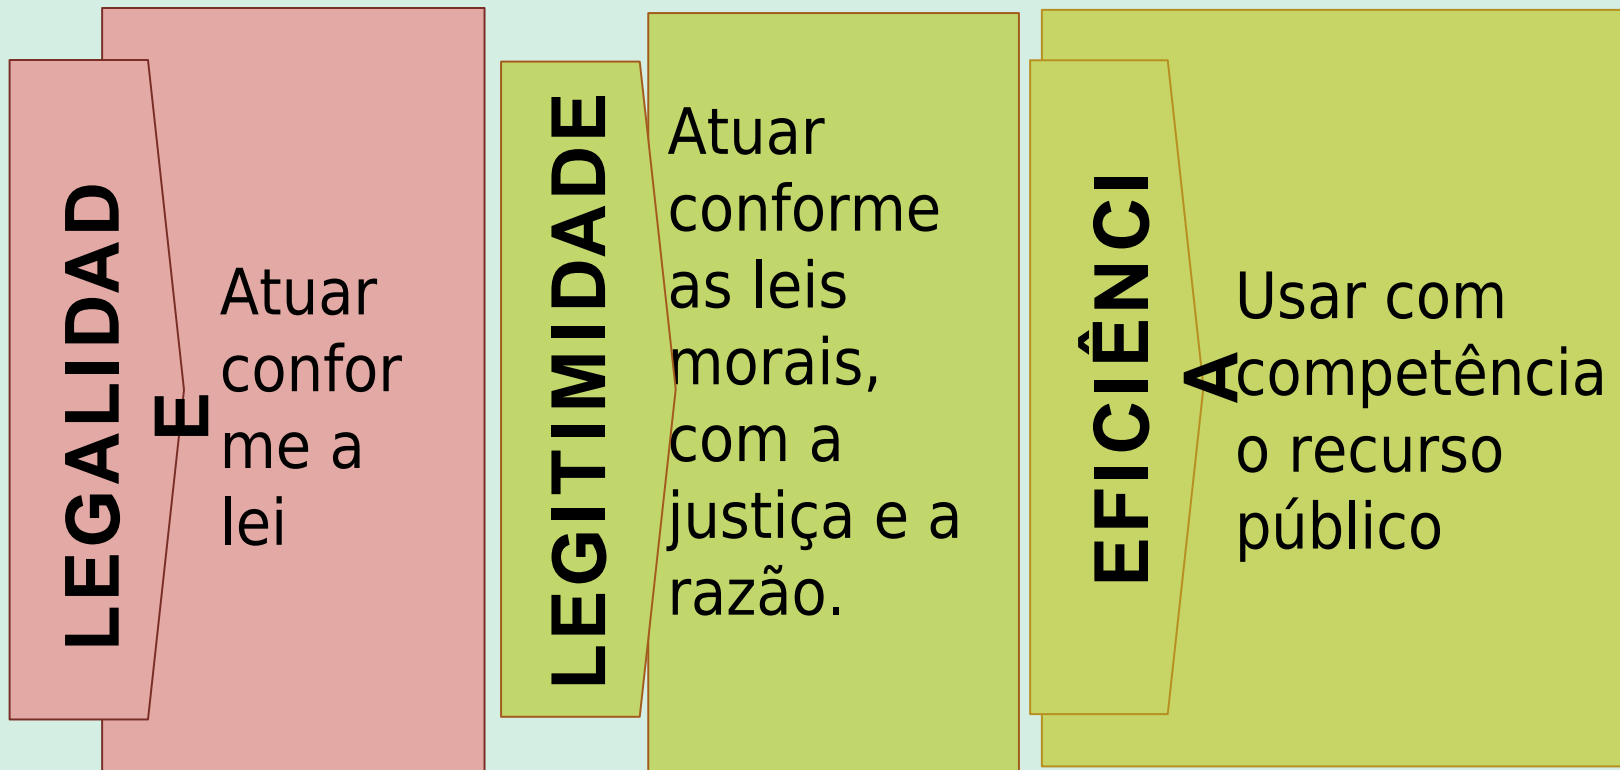 LEGALIDAD
E
Atuar
confor
me a
lei
LEGITIMIDADE
Atuar
conforme
as leis
morais,
com a
justiça e a
razão.
EFICIÊNCI
A
Usar com
competência
o recurso
público